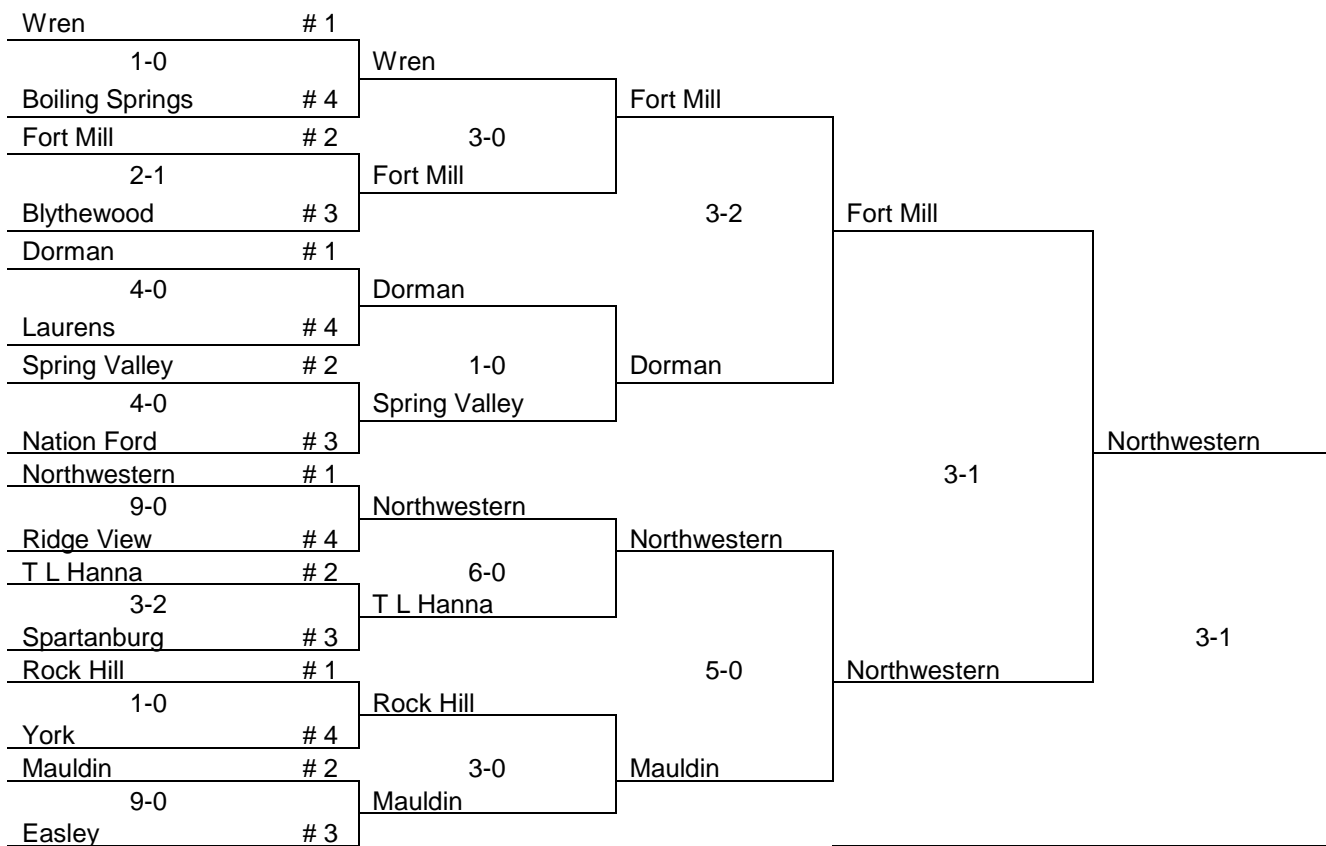 Wren # 1
1-0 Wren
Boiling Springs # 4 Fort Mill
Fort Mill # 2 3-0
2-1 Fort Mill
Blythewood # 3 3-2 Fort Mill
Dorman # 1
4-0 Dorman
Laurens # 4
Spring Valley # 2 1-0 Dorman
4-0 Spring Valley
Nation Ford # 3 Northwestern
Northwestern # 1 3-1
9-0 Northwestern
Ridge View # 4 Northwestern
T L Hanna # 2 6-0
3-2 T L Hanna
Spartanburg # 3 3-1
Rock Hill # 1 5-0 Northwestern
1-0 Rock Hill
York # 4
Mauldin # 2 3-0 Mauldin
9-0 Mauldin
Easley # 3